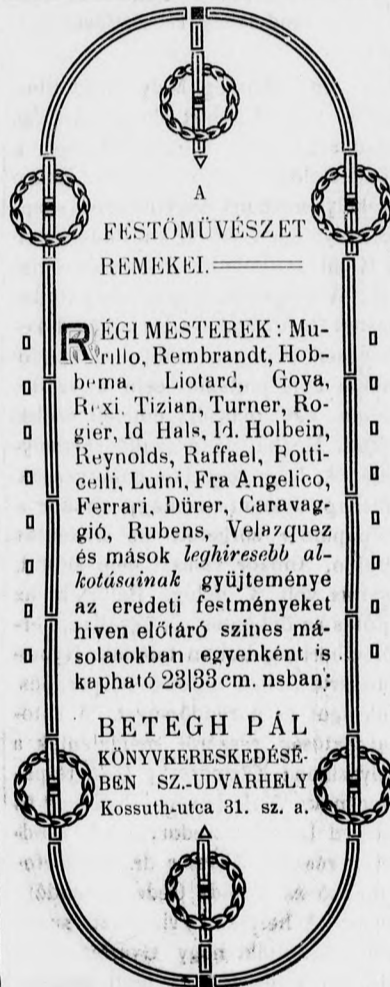 A
FESTŐMŰVÉSZET
REMEKEI.
RÉGI MESTEREK : Mu-
rillo, Rembrandt, Hob-
bema, Liotard, Goya,
Rexi, Tizian, Turner, Ro-
gier, Id Hals, Id. Holbein,
Reynolds, Raffael, Potti-
celli, Luini, Fra Angelico,
Ferrari, Dürer, Caravag-
gió, Rubens, Velazquez
és mások leghiresebb al-
kotásainak gyüjteménye
az eredeti festményeket
hiven előtáró szines má-
solatokban egyenként is
kapható 23|33 cm. nsban:
BETEGH PÁL
KÖNYVKERESKEDÉSÉ-
BEN SZ.-UDVARHELY
Kossuth-utca 31. sz. a.